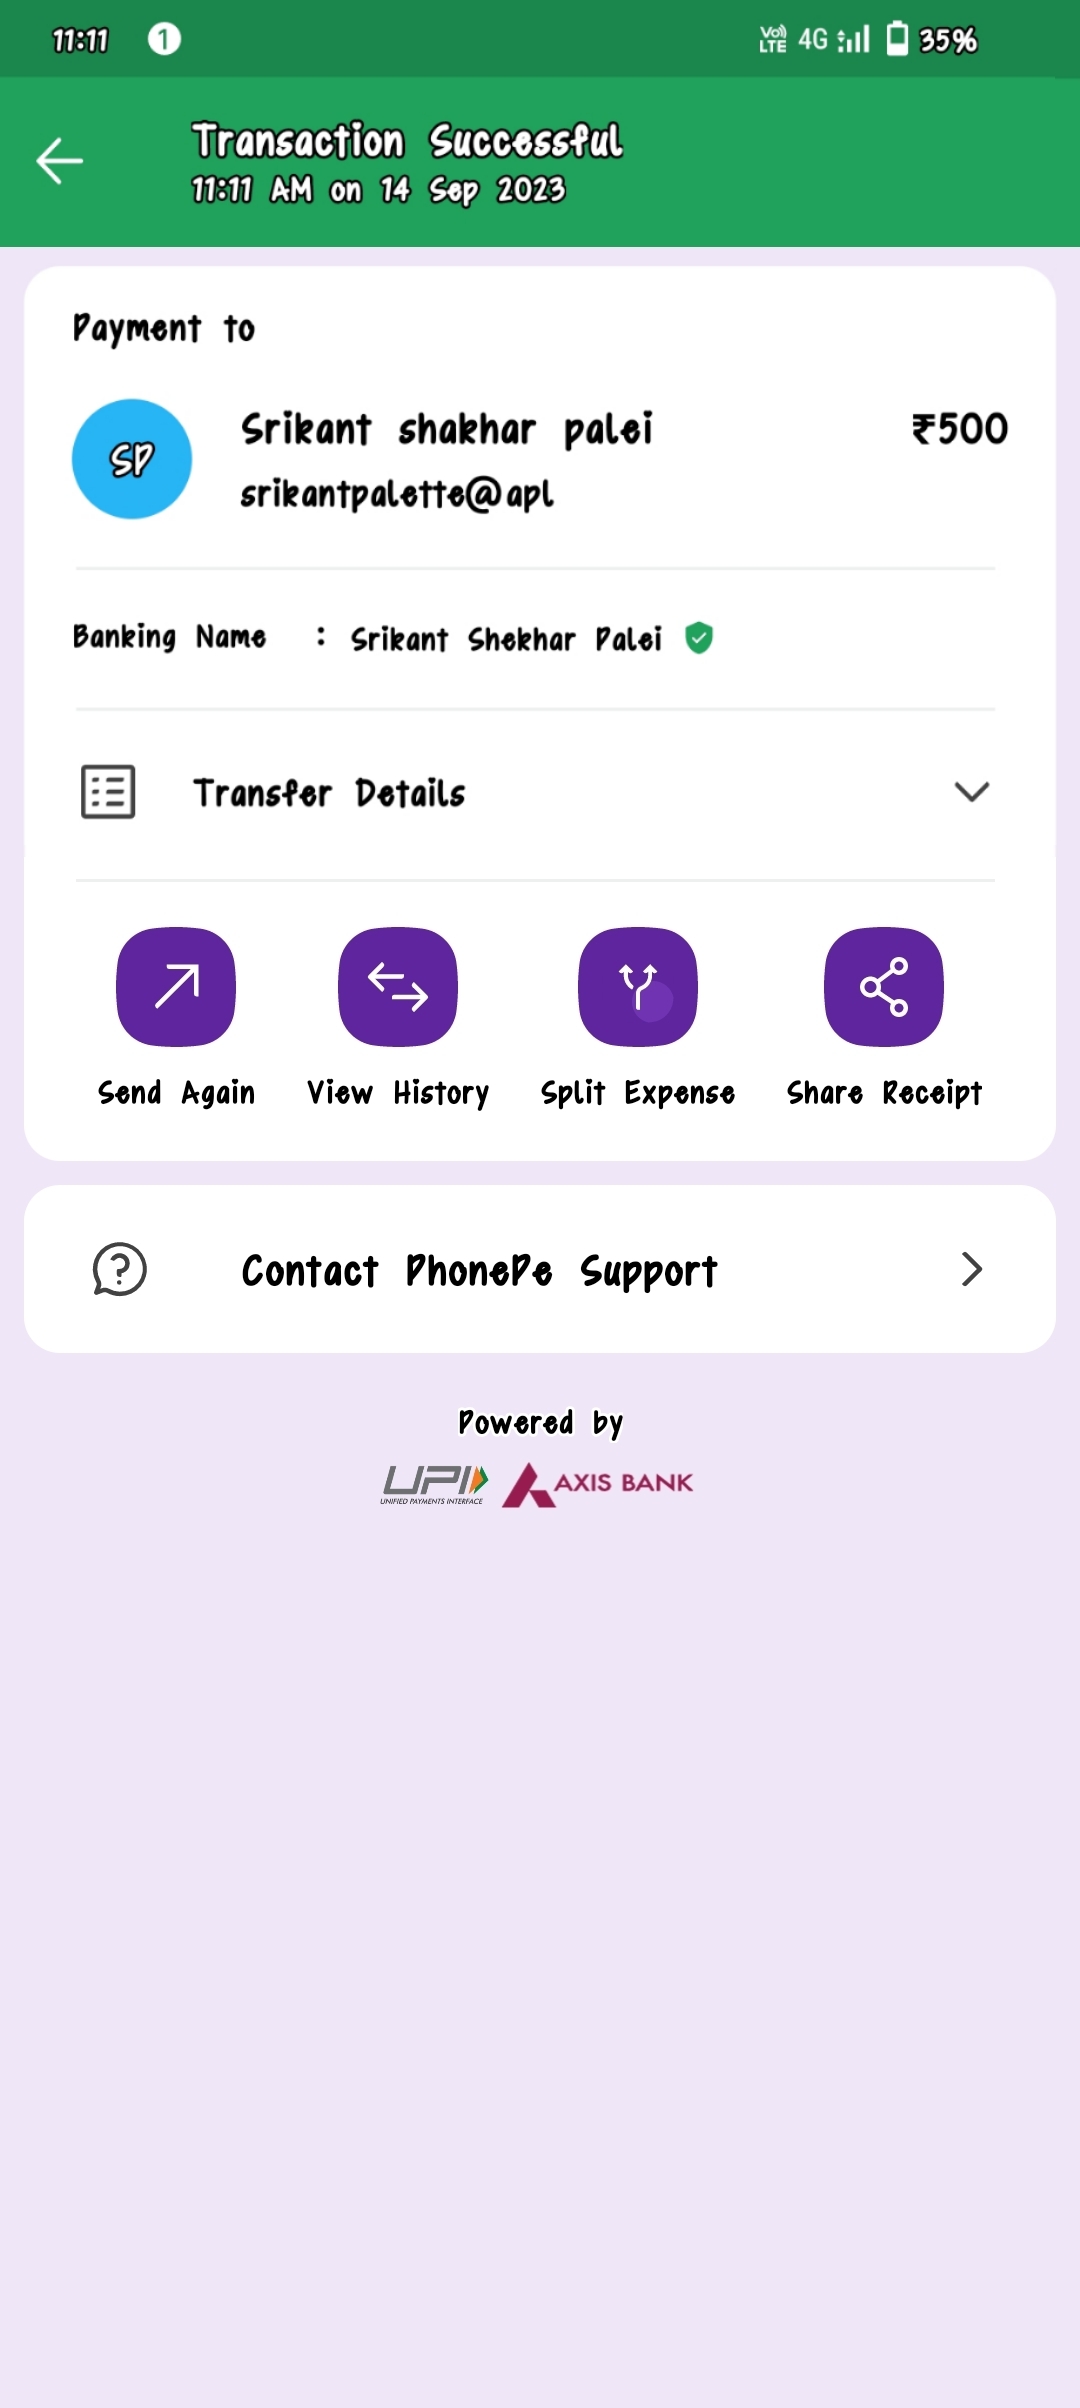 11:11 1 Vo)) LTE 4G 35%
Transaction Successful
11:11 AM on 14 Sep 2023
Payment to
SP Srikant shakhar palei ₹500
srikantpalette@apl
Banking Name : Srikant Shekhar Palei
Transfer Details
Send Again View History Split Expense Share Receipt
Contact PhonePe Support
Powered by
UPI AXIS BANK
UNIFIED PAYMENTS INTERFACE